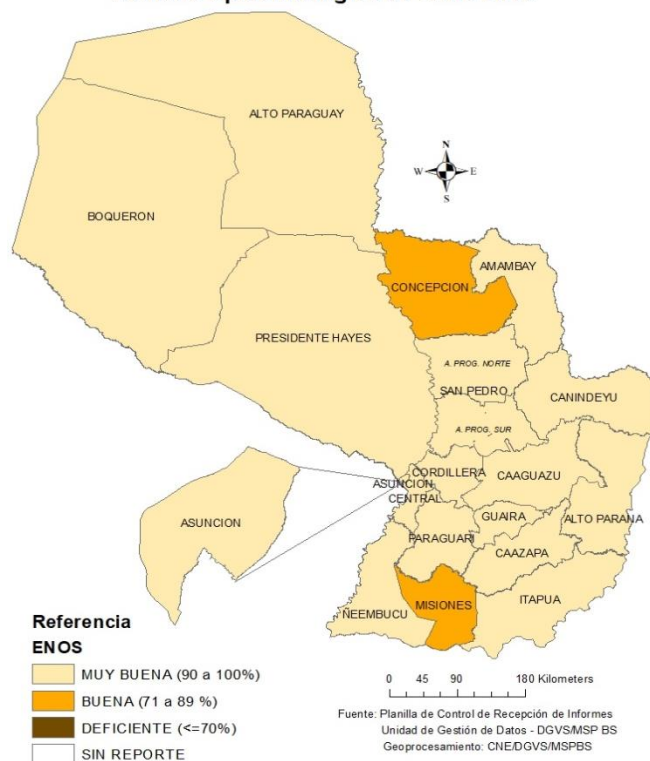 ALTO PARAGUAY
N
W E
S
BOQUERON
CONCEPCION
AMAMBAY
PRESIDENTE HAYES
A. PROG. NORTE
SAN PEDRO
CANINDEYU
A. PROG. SUR
CORDILLERA
CAAGUAZU
ASUNCION
CENTRAL
ASUNCION
GUAIRA
ALTO PARANA
PARAGUARI
CAAZAPA
MISIONES
ITAPUA
ÑEEMBUCU
Referencia
ENOS
MUY BUENA (90 a 100%)
BUENA (71 a 89 %)
DEFICIENTE (<=70%)
SIN REPORTE
0 45 90 180 Kilometers
Fuente: Planilla de Control de Recepción de Informes
Unidad de Gestión de Datos - DGVS/MSP BS
Geoprocesamiento: CNE/DGVS/MSPBS